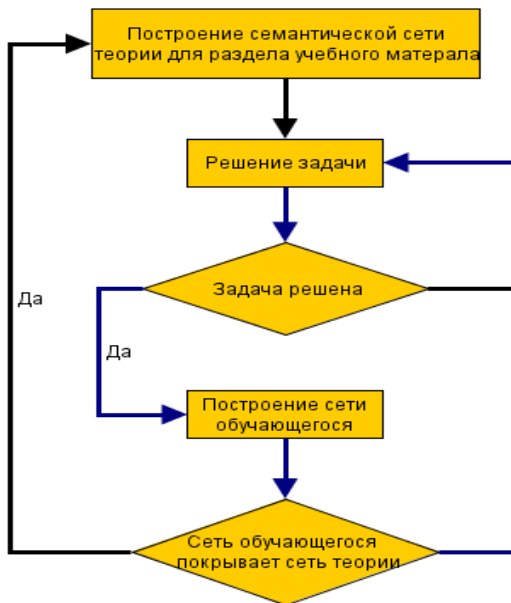 Построение семантической сети
теории для раздела учебного матерала
Решение задачи
Задача решена
Да
Да
Построение сети
обучающегося
Сеть обучающегося
покрывает сеть теории